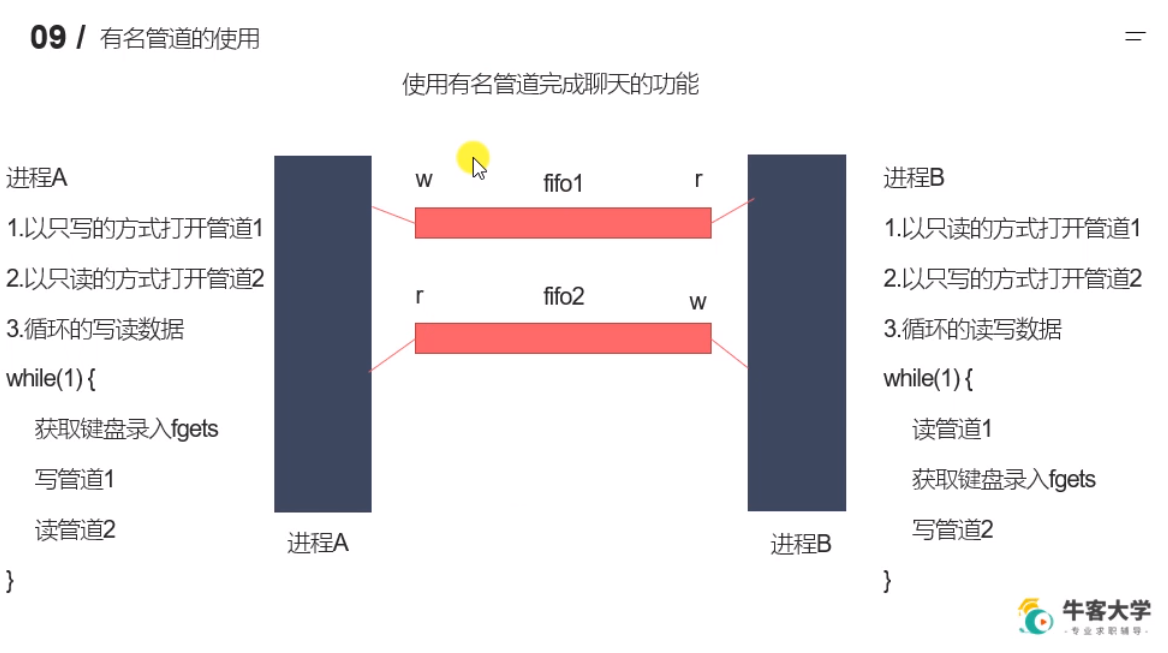 09 / 有名管道的使用
使用有名管道完成聊天的功能
进程A
1.以只写的方式打开管道1
2.以只读的方式打开管道2
3.循环的写读数据
while(1) {
获取键盘录入fgets
写管道1
读管道2
}
w fifo1 r
r fifo2 w
进程A
进程B
进程B
1.以只读的方式打开管道1
2.以只写的方式打开管道2
3.循环的读写数据
while(1) {
读管道1
获取键盘录入fgets
写管道2
}
牛客大学
·专业求职辅导·